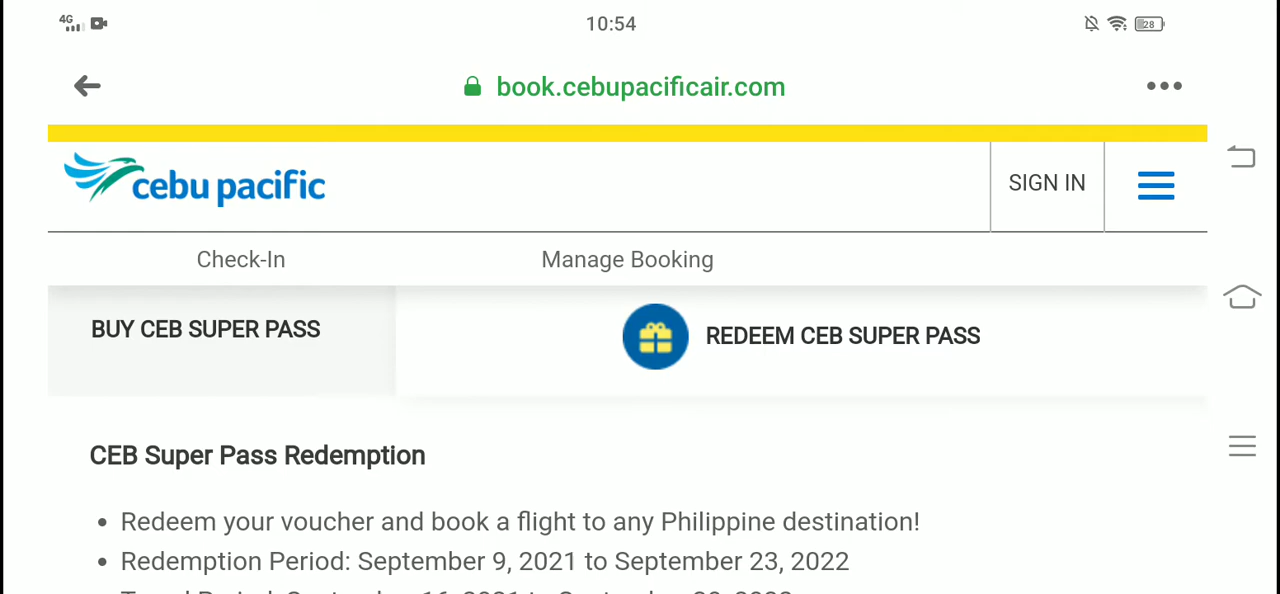 4G 10:54 28
book.cebupacificair.com
cebu pacific SIGN IN
Check-In Manage Booking
BUY CEB SUPER PASS REDEEM CEB SUPER PASS
CEB Super Pass Redemption
• Redeem your voucher and book a flight to any Philippine destination!
• Redemption Period: September 9, 2021 to September 23, 2022